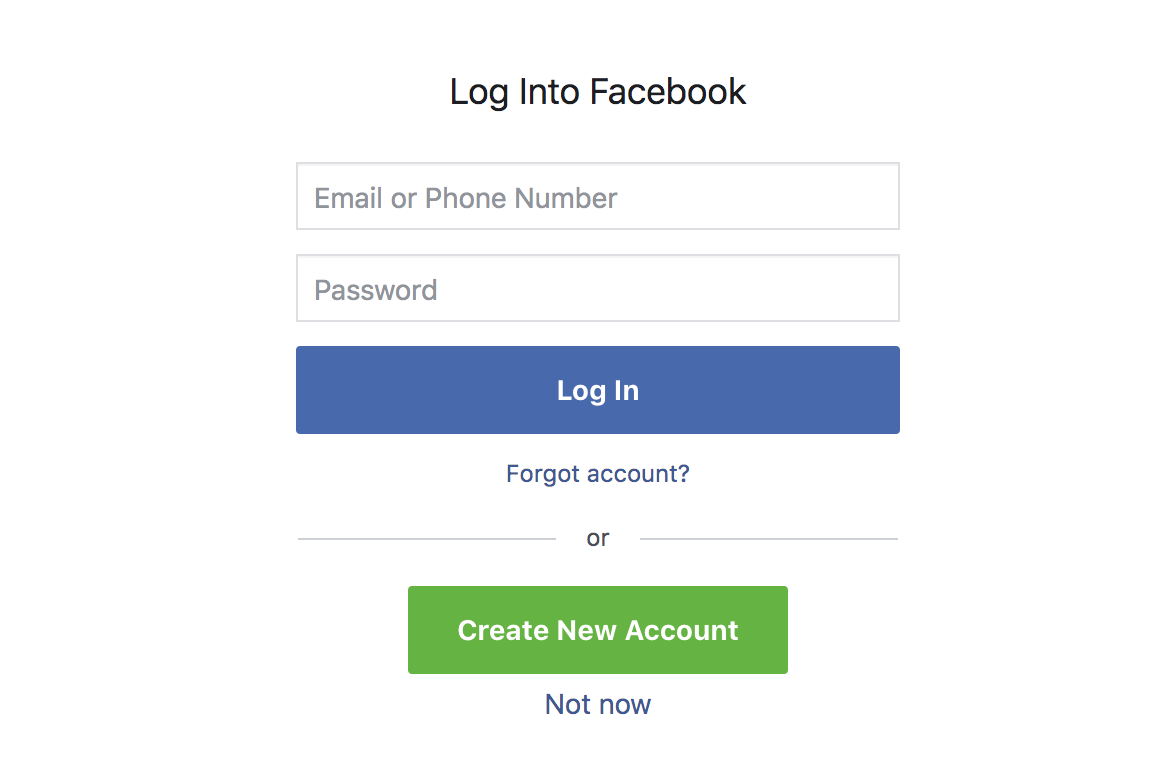 Log Into Facebook
Email or Phone Number
Password
Log In
Forgot account?
or
Create New Account
Not now